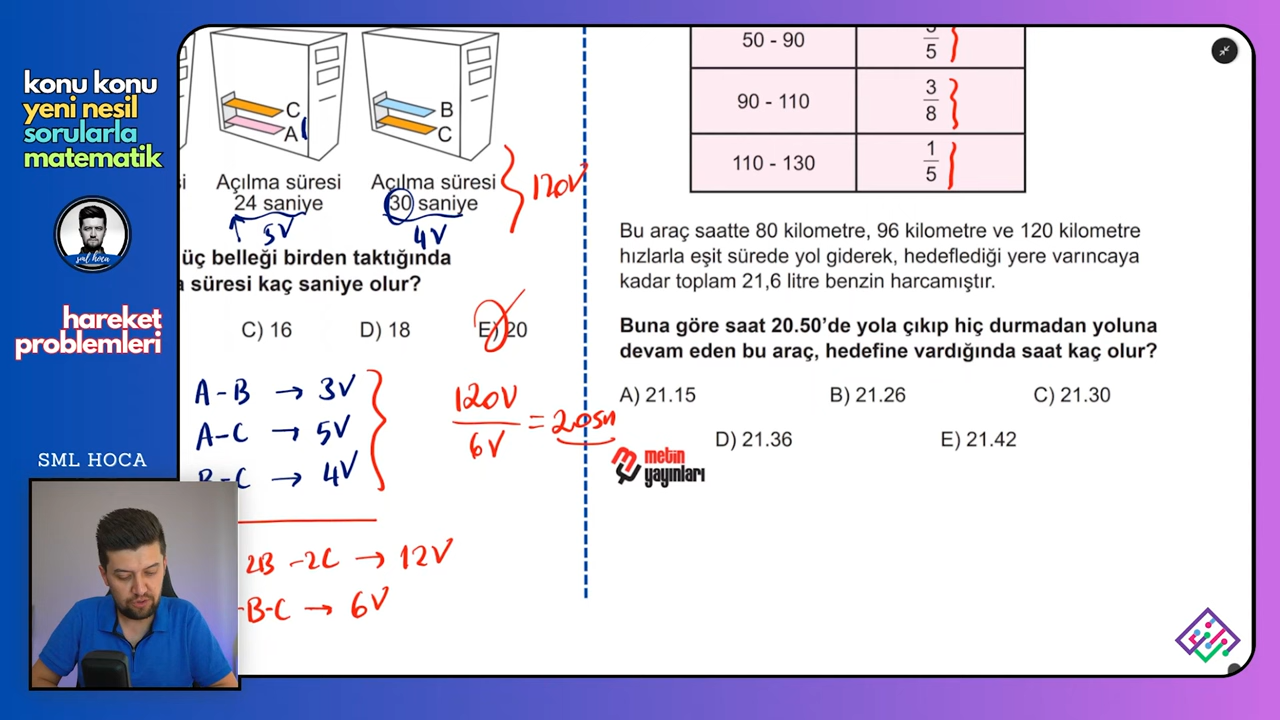 konu konu
yeni nesil
sorularla
matematik
sml hoca
hareket
problemleri
SML HOCA
C
A
B
C
Açılma süresi
24 saniye
5V
Açılma süresi
30 saniye
4V
120V
üç belleği birden taktığında
süresi kaç saniye olur?
C) 16
D) 18
E) 20
A-B → 3V
A-C → 5V
B-C → 4V
2B -2C → 12V
-B-C → 6V
120V
6V
= 20sn
50 - 90
5
90 - 110
3
8
110 - 130
1
5
Bu araç saatte 80 kilometre, 96 kilometre ve 120 kilometre
hızlarla eşit sürede yol giderek, hedeflediği yere varıncaya
kadar toplam 21,6 litre benzin harcamıştır.
Buna göre saat 20.50’de yola çıkıp hiç durmadan yoluna
devam eden bu araç, hedefine vardığında saat kaç olur?
A) 21.15
B) 21.26
C) 21.30
D) 21.36
E) 21.42
metin
yayınları